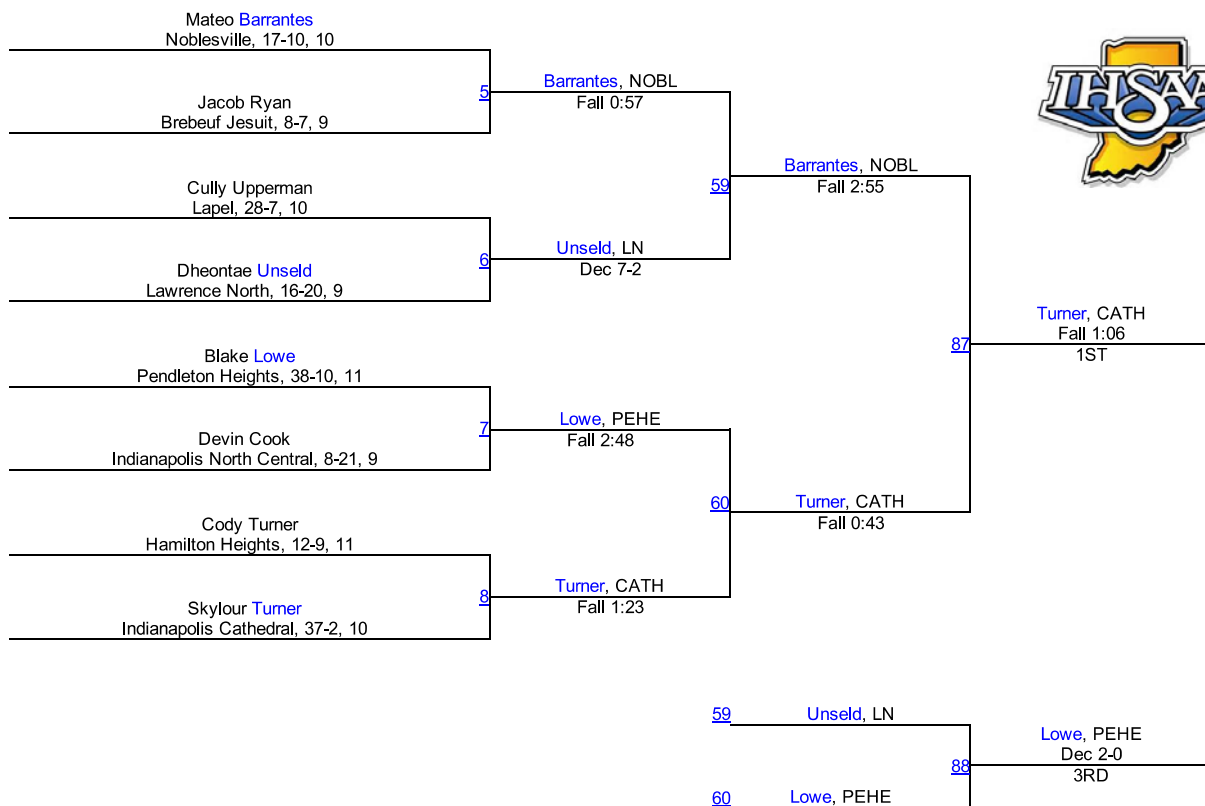 Mateo Barrantes
Noblesville, 17-10, 10
5
Barrantes, NOBL
Fall 0:57
Jacob Ryan
Brebeuf Jesuit, 8-7, 9
IHSAA
59
Barrantes, NOBL
Fall 2:55
Cully Upperman
Lapel, 28-7, 10
6
Unseld, LN
Dec 7-2
Dheontae Unseld
Lawrence North, 16-20, 9
87
Turner, CATH
Fall 1:06
1ST
Blake Lowe
Pendleton Heights, 38-10, 11
7
Lowe, PEHE
Fall 2:48
Devin Cook
Indianapolis North Central, 8-21, 9
60
Turner, CATH
Fall 0:43
Cody Turner
Hamilton Heights, 12-9, 11
8
Turner, CATH
Fall 1:23
Skylour Turner
Indianapolis Cathedral, 37-2, 10
59
Unseld, LN
88
Lowe, PEHE
Dec 2-0
3RD
60
Lowe, PEHE